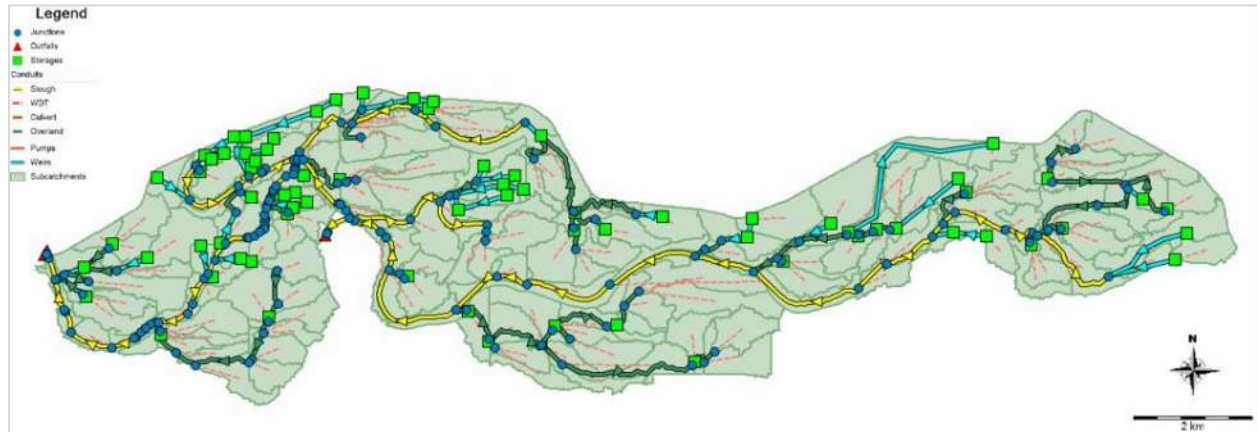 Legend
Junctions
Outfalls
Storages
Conduits
Slough
WDT
Culvert
Overland
Pumps
Weirs
Subcatchments
N
2 km